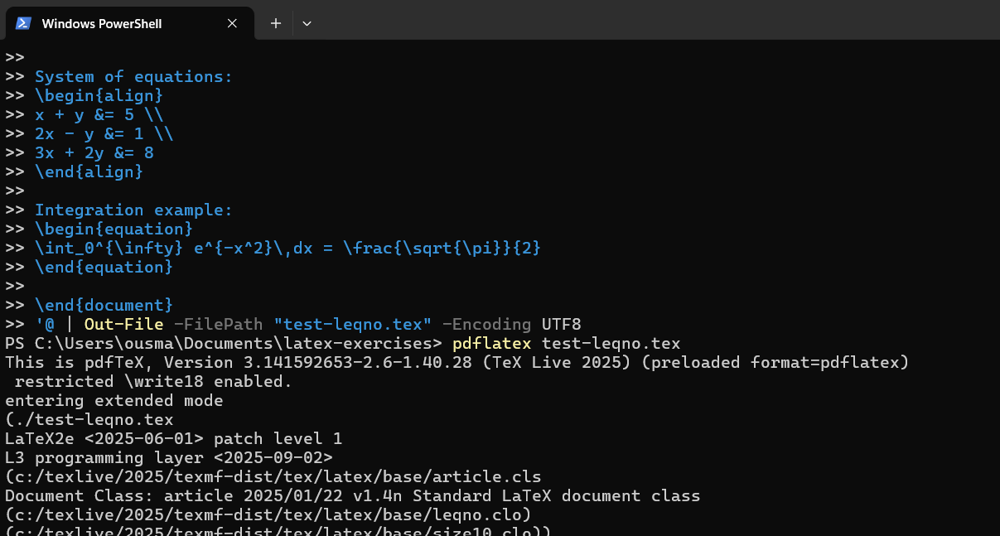 Windows PowerShell
>>
>> System of equations:
>> \begin{align}
>> x + y &= 5 \\
>> 2x - y &= 1 \\
>> 3x + 2y &= 8
>> \end{align}
>>
>> Integration example:
>> \begin{equation}
>> \int_0^{\infty} e^{-x^2}\,dx = \frac{\sqrt{\pi}}{2}
>> \end{equation}
>>
>> \end{document}
>> '@ | Out-File -FilePath "test-leqno.tex" -Encoding UTF8
PS C:\Users\ousma\Documents\latex-exercises> pdflatex test-leqno.tex
This is pdfTeX, Version 3.141592653-2.6-1.40.28 (TeX Live 2025) (preloaded format=pdflatex)
 restricted \write18 enabled.
entering extended mode
(./test-leqno.tex
LaTeX2e <2025-06-01> patch level 1
L3 programming layer <2025-09-02>
(c:/texlive/2025/texmf-dist/tex/latex/base/article.cls
Document Class: article 2025/01/22 v1.4n Standard LaTeX document class
(c:/texlive/2025/texmf-dist/tex/latex/base/leqno.clo)
(c:/texlive/2025/texmf-dist/tex/latex/base/size10.clo))